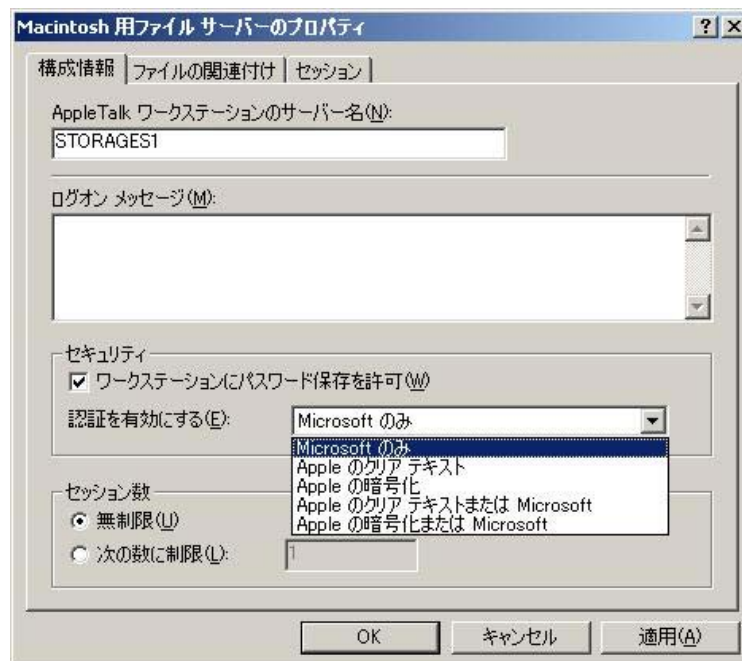 Macintosh 用ファイル サーバーのプロパティ
構成情報 ファイルの関連付け セッション
AppleTalk ワークステーションのサーバー名(N):
STORAGES1
ログオン メッセージ(M):
セキュリティ
ワークステーションにパスワード保存を許可(W)
認証を有効にする(E): Microsoft のみ
Microsoft のみ
Apple のクリア テキスト
Apple の暗号化
Apple のクリア テキストまたは Microsoft
Apple の暗号化または Microsoft
セッション数
無制限(U)
次の数に制限(L): 1
OK キャンセル 適用(A)